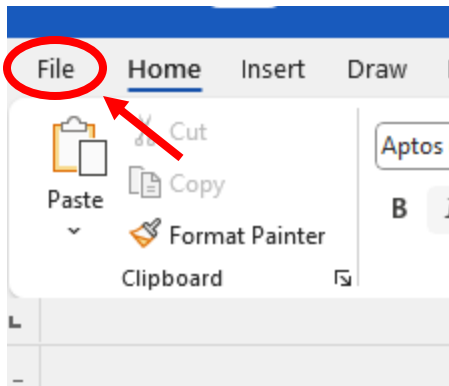 File Home Insert Draw
Cut
Aptos
Copy
Paste
B
Format Painter
Clipboard